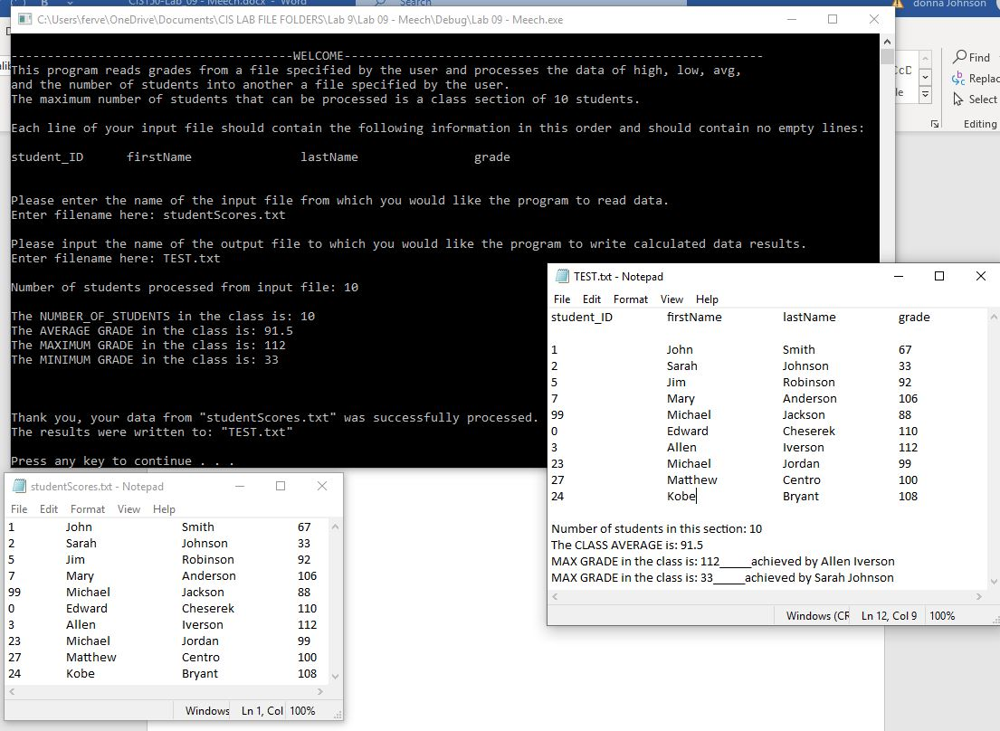 CIS150-Lab_09 - Meech.docx - Word
Search
donna Johnson
C:\Users\ferve\OneDrive\Documents\CIS LAB FILE FOLDERS\Lab 9\Lab 09 - Meech\Debug\Lab 09 - Meech.exe
---------------------------------------WELCOME----------------------------------------------------------
This program reads grades from a file specified by the user and processes the data of high, low, avg,
and the number of students into another a file specified by the user.
The maximum number of students that can be processed is a class section of 10 students.
Each line of your input file should contain the following information in this order and should contain no empty lines:
student_ID firstName lastName grade
Please enter the name of the input file from which you would like the program to read data.
Enter filename here: studentScores.txt
Please input the name of the output file to which you would like the program to write calculated data results.
Enter filename here: TEST.txt
Number of students processed from input file: 10
The NUMBER_OF_STUDENTS in the class is: 10
The AVERAGE GRADE in the class is: 91.5
The MAXIMUM GRADE in the class is: 112
The MINIMUM GRADE in the class is: 33
Thank you, your data from "studentScores.txt" was successfully processed.
The results were written to: "TEST.txt"
Press any key to continue . . .
Find
Replac
Select
Editing
TEST.txt - Notepad
File Edit Format View Help
student_ID firstName lastName grade
1 John Smith 67
2 Sarah Johnson 33
5 Jim Robinson 92
7 Mary Anderson 106
99 Michael Jackson 88
0 Edward Cheserek 110
3 Allen Iverson 112
23 Michael Jordan 99
27 Matthew Centro 100
24 Kobe Bryant 108
Number of students in this section: 10
The CLASS AVERAGE is: 91.5
MAX GRADE in the class is: 112_____achieved by Allen Iverson
MAX GRADE in the class is: 33_____achieved by Sarah Johnson
Windows (CR Ln 12, Col 9 100%
studentScores.txt - Notepad
File Edit Format View Help
1 John Smith 67
2 Sarah Johnson 33
5 Jim Robinson 92
7 Mary Anderson 106
99 Michael Jackson 88
0 Edward Cheserek 110
3 Allen Iverson 112
23 Michael Jordan 99
27 Matthew Centro 100
24 Kobe Bryant 108
Windows Ln 1, Col 100%